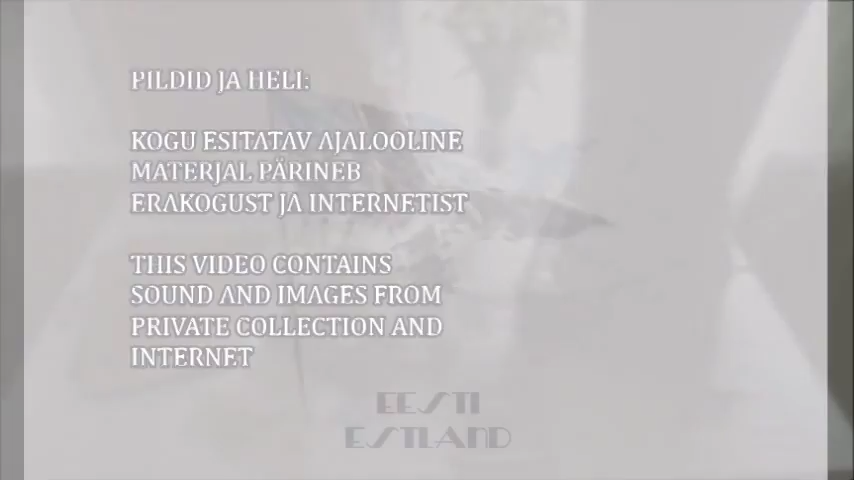 PILDID JA HELI:
KOGU ESITATAV AJALOOLINE
MATERJAL PÄRINEB
ERAKOGUST JA INTERNETIST
THIS VIDEO CONTAINS
SOUND AND IMAGES FROM
PRIVATE COLLECTION AND
INTERNET
EESTI
ESTLAND